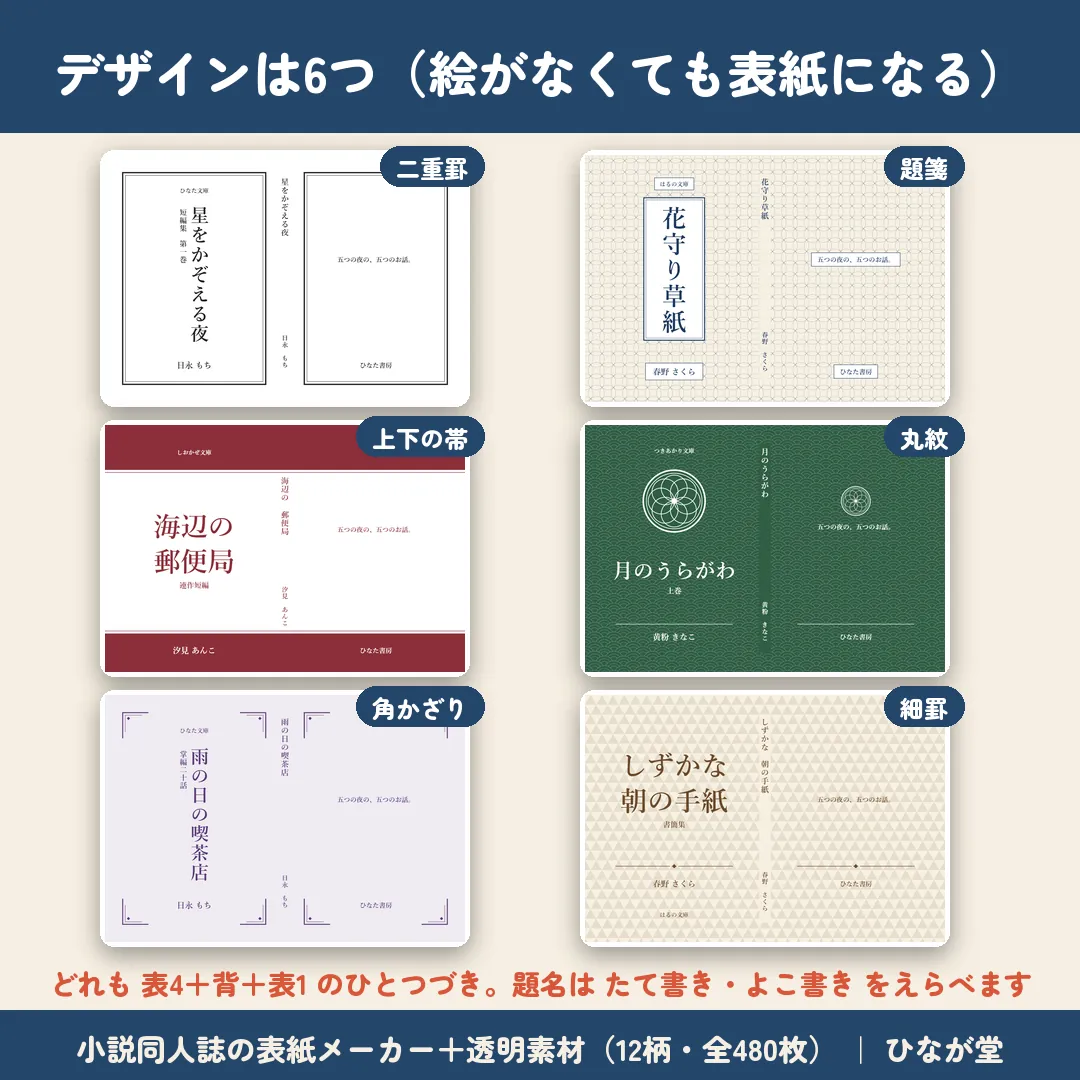 デザインは6つ（絵がなくても表紙になる）
二重罫
ひなた文庫
星をかぞえる夜
短編集 第一巻
日永 もち
星をかぞえる夜
日永 もち
五つの夜の、五つのお話。
ひなた書房
題箋
はるの文庫
花守り草紙
春野 さくら
花守り草紙
春野 さくら
五つの夜の、五つのお話。
ひなた書房
上下の帯
しおかぜ文庫
海辺の
郵便局
連作短編
汐見 あんこ
海辺の 郵便局
汐見 あんこ
五つの夜の、五つのお話。
ひなた書房
丸紋
つきあかり文庫
月のうらがわ
上巻
黄粉 きなこ
月のうらがわ
黄粉 きなこ
五つの夜の、五つのお話。
ひなた書房
角かざり
ひなた文庫
雨の日の喫茶店
掌編二十話
日永 もち
雨の日の喫茶店
日永 もち
五つの夜の、五つのお話。
ひなた書房
細罫
しずかな
朝の手紙
書簡集
春野 さくら
はるの文庫
しずかな 朝の手紙
春野 さくら
五つの夜の、五つのお話。
ひなた書房
どれも 表4＋背＋表1 のひとつづき。題名は たて書き・よこ書き をえらべます
小説同人誌の表紙メーカー＋透明素材（12柄・全480枚）｜ひなが堂